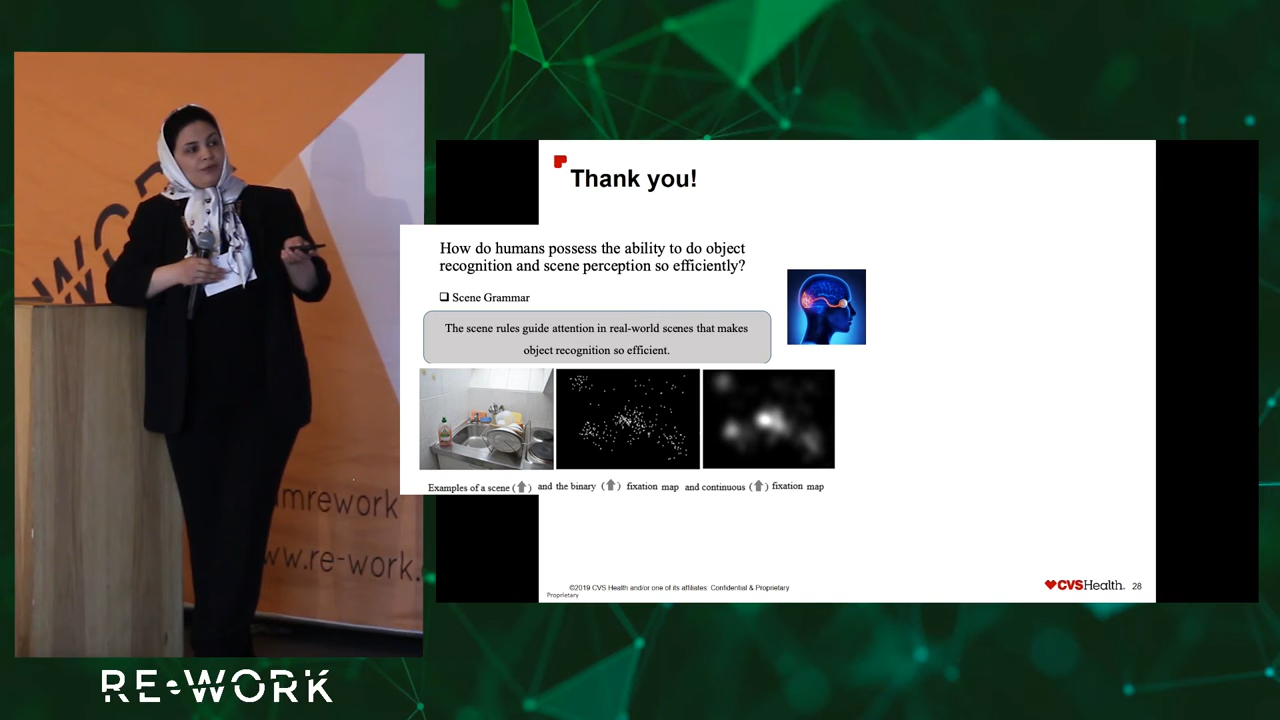 Thank you!
How do humans possess the ability to do object
recognition and scene perception so efficiently?
❑ Scene Grammar
The scene rules guide attention in real-world scenes that makes
object recognition so efficient.
Examples of a scene (⬆) and the binary (⬆) fixation map and continuous (⬆) fixation map
©2019 CVS Health and/or one of its affiliates: Confidential & Proprietary
Proprietary
CVSHealth. 28
WOR
mrework
ww.re-work.
RE•WORK